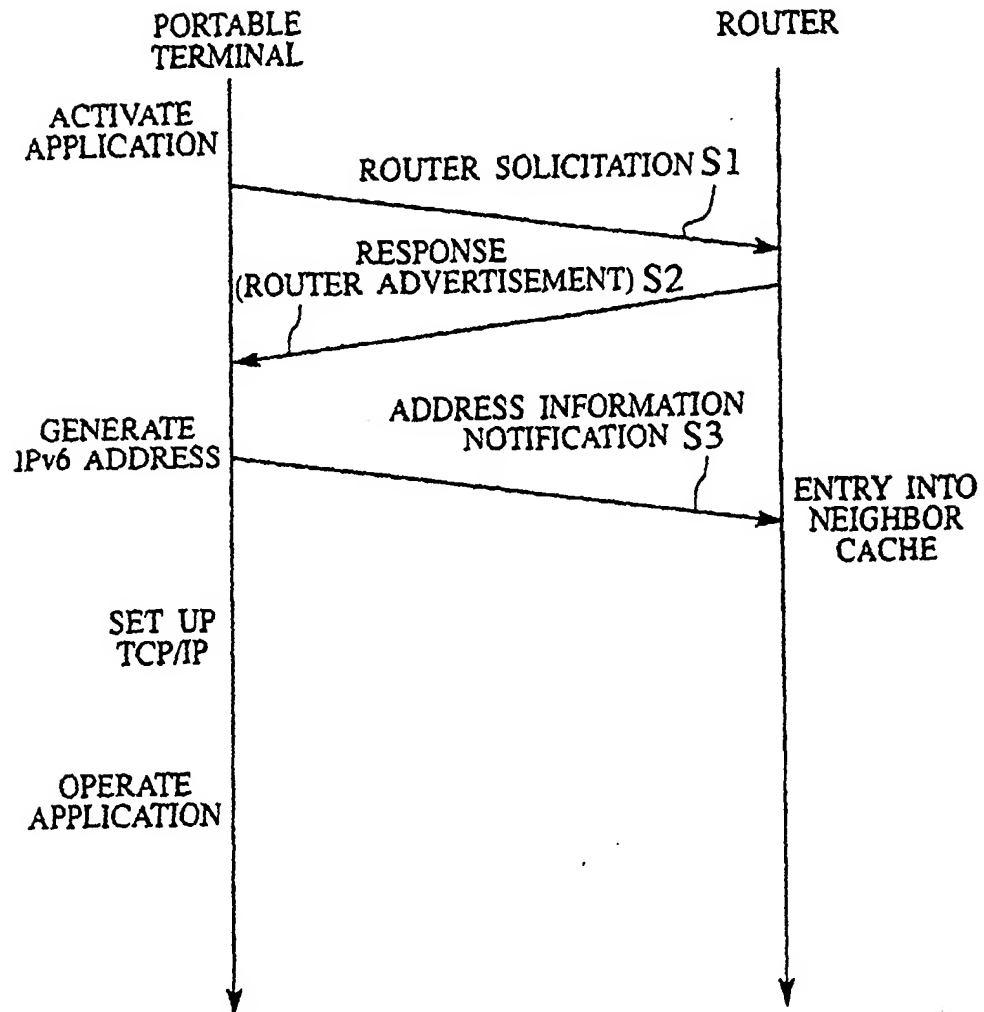 PORTABLE
TERMINAL
ROUTER
ACTIVATE
APPLICATION
ROUTER SOLICITATION S1
RESPONSE
(ROUTER ADVERTISEMENT) S2
GENERATE
IPv6 ADDRESS
ADDRESS INFORMATION
NOTIFICATION S3
ENTRY INTO
NEIGHBOR
CACHE
SET UP
TCP/IP
OPERATE
APPLICATION